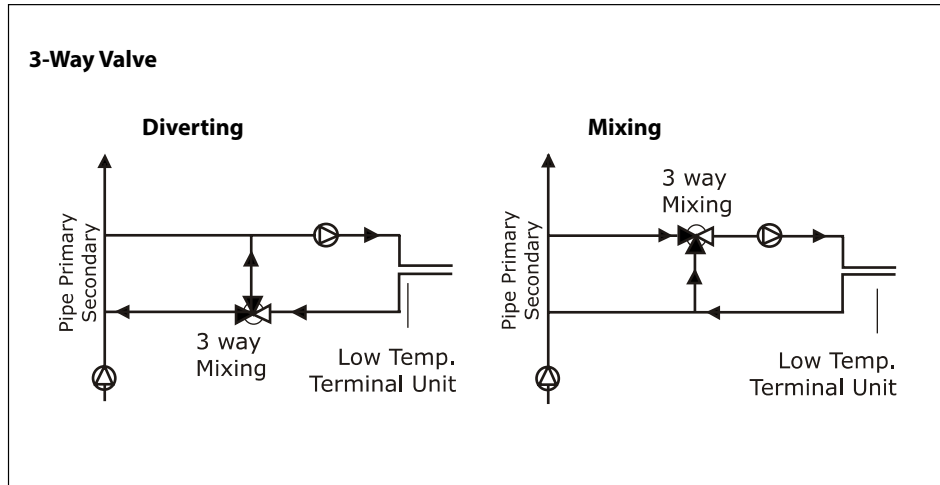 3-Way Valve
Diverting
Pipe Primary
Secondary
3 way
Mixing
Low Temp.
Terminal Unit
Mixing
Pipe Primary
Secondary
3 way
Mixing
Low Temp.
Terminal Unit